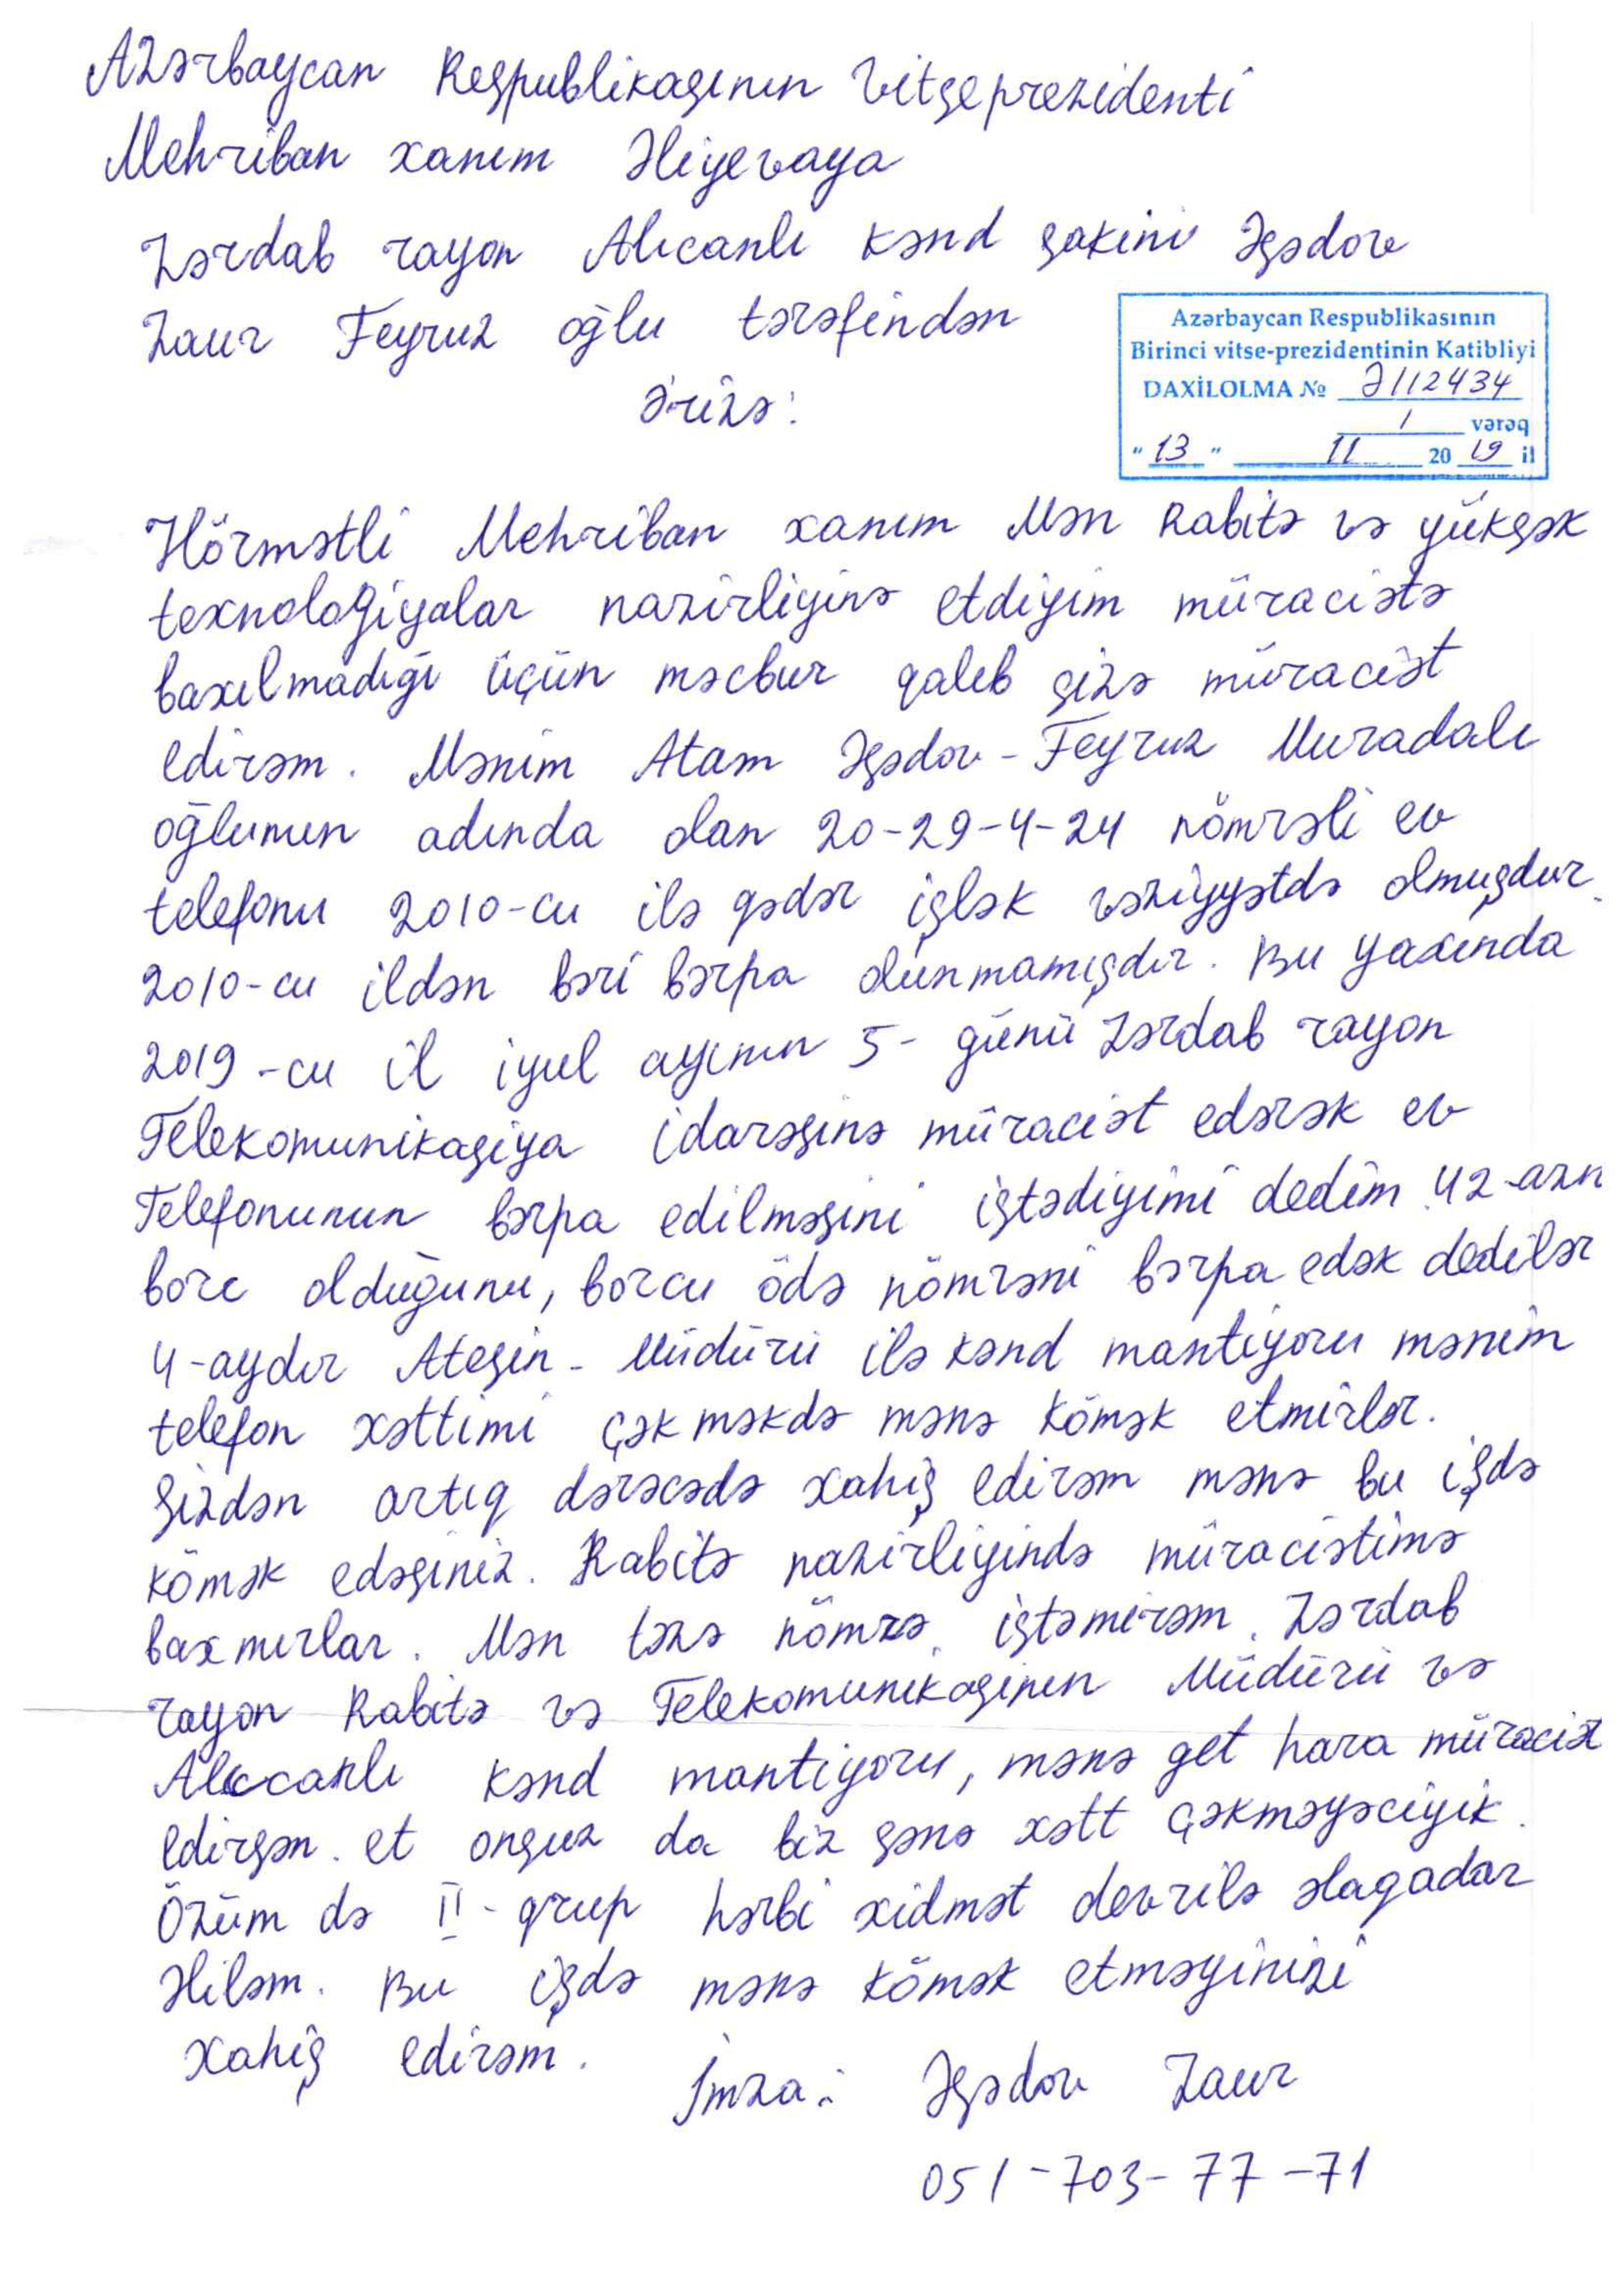 Azərbaycan Respublikasının Vitseprezidenti
Mehriban xanım Əliyevaya
Zərdab rayon Alıcanlı kənd sakini Əsədov
Zaur Feyruz oğlu tərəfindən
Ərizə:
Azərbaycan Respublikasının
Birinci vitse-prezidentinin Katibliyi
DAXİLOLMA № Ə112434
1 vərəq
"13" 11 2019 il
Hörmətli Mehriban xanım Mən Rabitə və yüksək
texnologiyalar nazirliyinə etdiyim müraciətə
baxılmadığı üçün məcbur qalıb sizə müraciət
edirəm. Mənim Atam Əsədov-Feyruz Muradalı
oğlunun adında olan 20-29-4-24 nömrəli ev
telefonu 2010-cu ilə qədər işlək vəziyyətdə olmuşdur.
2010-cu ildən bəri bərpa olunmamışdır. Bu yaxında
2019-cu il iyul ayının 5-günü Zərdab rayon
Telekomunikasiya idarəsinə müraciət edərək ev
Telefonunun bərpa edilməsini istədiyimi dedim. 42-azn
borc olduğunu, borcu ödə nömrəni bərpa edək dedilər
4-aydır Atesin-Müdürü ilə kənd mantiyoru mənim
telefon xəttimi çəkməkdə mənə kömək etmirlər.
Sizdən artıq dərəcədə xahiş edirəm mənə bu işdə
kömək edəsiniz. Rabitə nazirliyində müraciətimə
baxmırlar. Mən təzə nömrə istəmirəm. Zərdab
rayon Rabitə və Telekomunikasinin Müdürü və
Alıccanlı kənd mantiyoru, mənə get hara müraciət
edirsən. et onsuz da biz sənə xətt çəkməyəciyik.
Özüm də II-qrup hərbi xidmət devrilə əlaqadar
Əliləm. Bu işdə mənə kömək etməyinizi
xahiş edirəm.
İmza: Əsədov Zaur
051-703-77-71